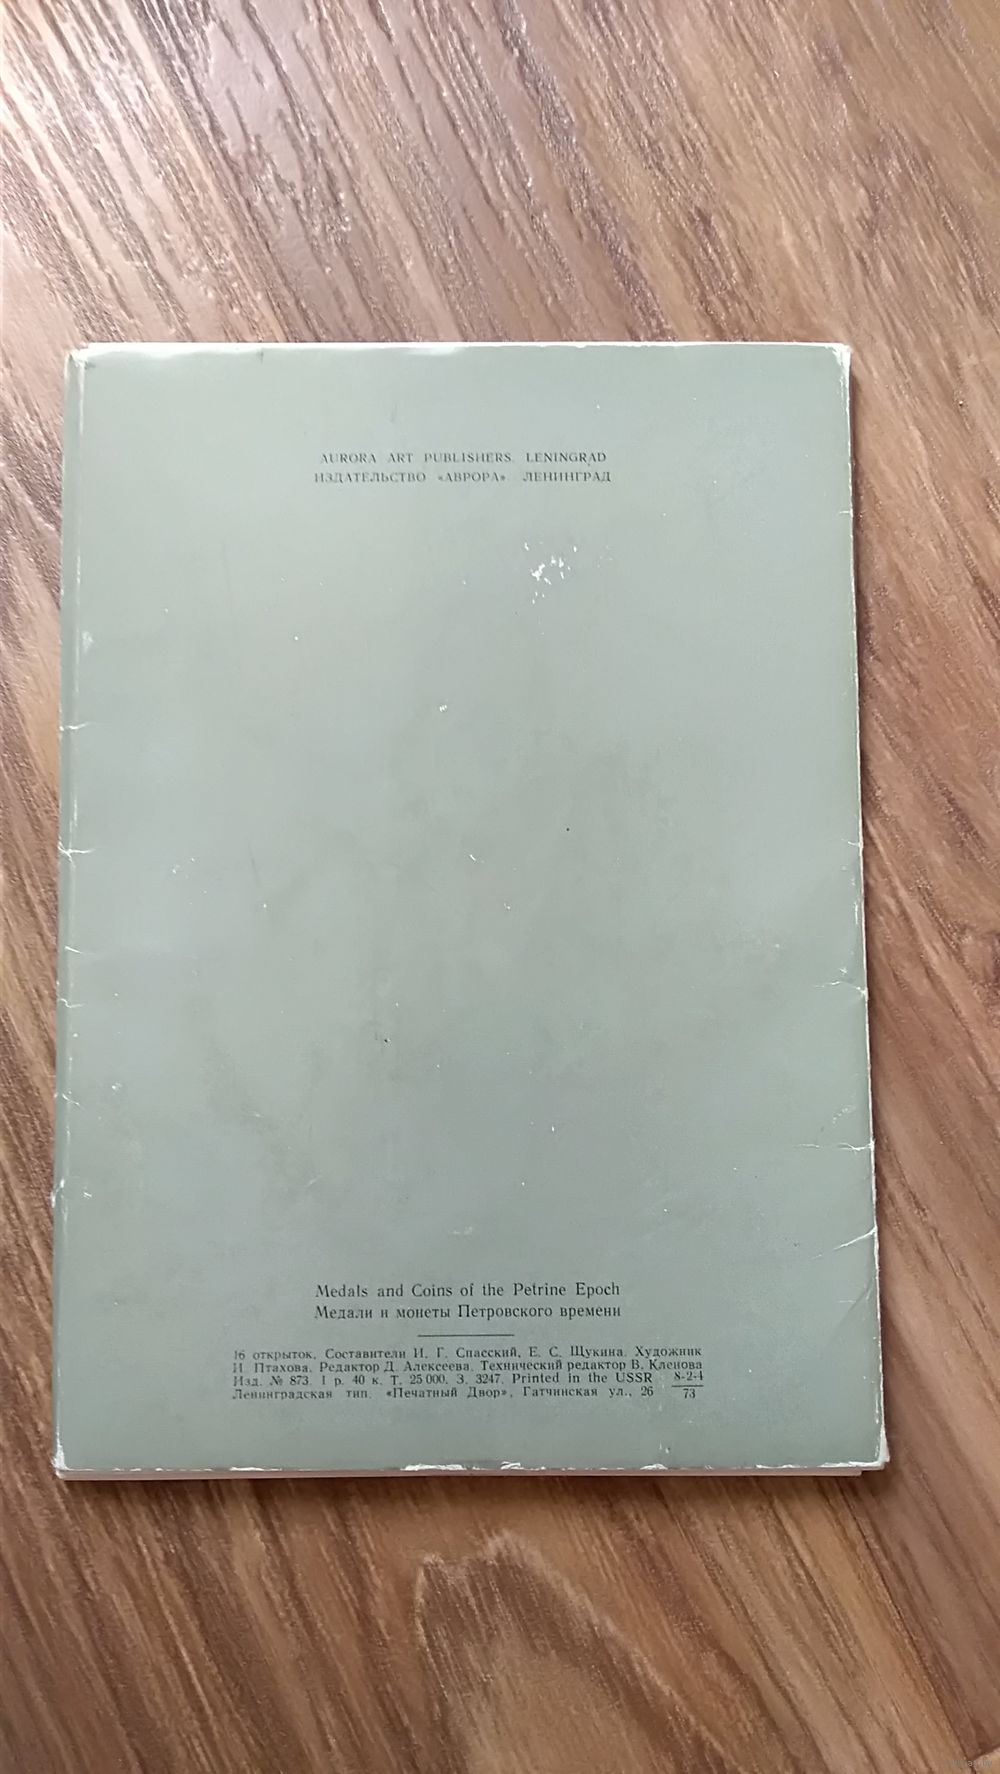 AURORA ART PUBLISHERS. LENINGRAD
ИЗДАТЕЛЬСТВО «АВРОРА» ЛЕНИНГРАД
Medals and Coins of the Petrine Epoch
Медали и монеты Петровского времени
16 открыток. Составители И. Г. Спасский, Е. С. Щукина. Художник
И. Птахова. Редактор Д. Алексеева. Технический редактор В. Кленова
Изд. № 873. 1 р. 40 к. Т. 25 000. З. 3247. Printed in the USSR 8-2-4
Ленинградская тип. «Печатный Двор», Гатчинская ул., 26 73